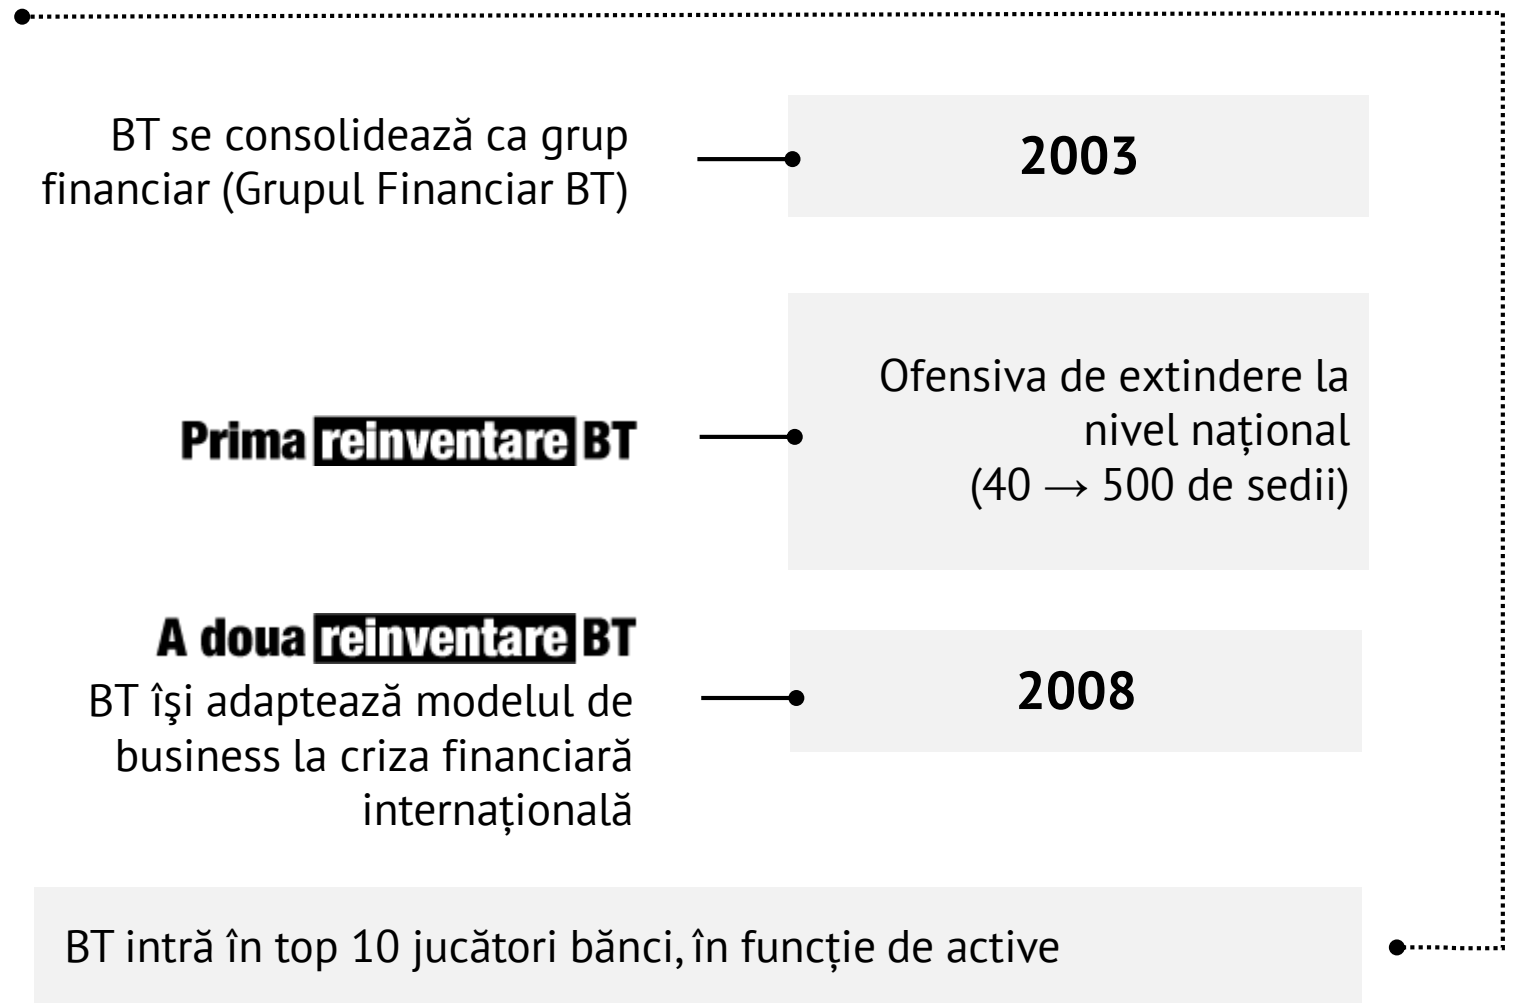 BT se consolidează ca grup
financiar (Grupul Financiar BT)
2003
Prima reinventare BT
Ofensiva de extindere la
nivel național
(40 → 500 de sedii)
A doua reinventare BT
BT îşi adaptează modelul de
business la criza financiară
internațională
2008
BT intră în top 10 jucători bănci, în funcție de active